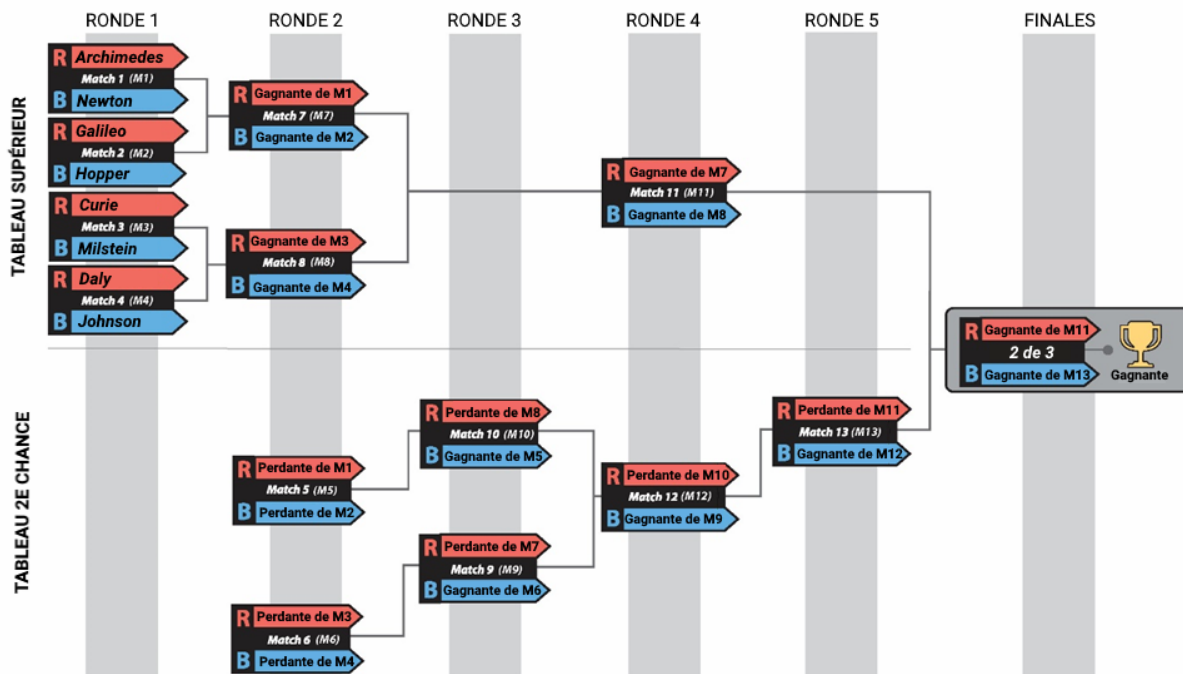 RONDE 1
RONDE 2
RONDE 3
RONDE 4
RONDE 5
FINALES
TABLEAU SUPÉRIEUR
R Archimedes
Match 1 (M1)
B Newton
R Galileo
Match 2 (M2)
B Hopper
R Curie
Match 3 (M3)
B Milstein
R Daly
Match 4 (M4)
B Johnson
R Gagnante de M1
Match 7 (M7)
B Gagnante de M2
R Gagnante de M3
Match 8 (M8)
B Gagnante de M4
R Gagnante de M7
Match 11 (M11)
B Gagnante de M8
R Gagnante de M11
2 de 3
B Gagnante de M13
Gagnante
TABLEAU 2E CHANCE
R Perdante de M1
Match 5 (M5)
B Perdante de M2
R Perdante de M3
Match 6 (M6)
B Perdante de M4
R Perdante de M8
Match 10 (M10)
B Gagnante de M5
R Perdante de M7
Match 9 (M9)
B Gagnante de M6
R Perdante de M10
Match 12 (M12)
B Gagnante de M9
R Perdante de M11
Match 13 (M13)
B Gagnante de M12